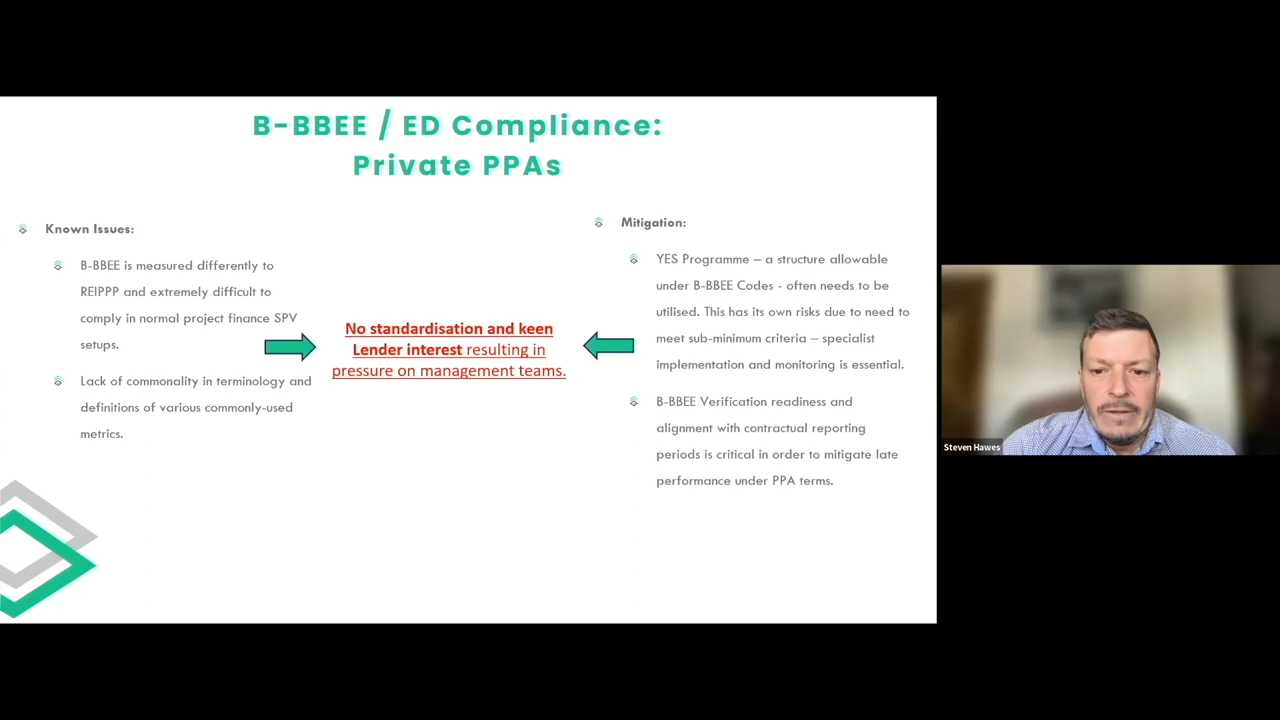 B-BBEE / ED Compliance:
Private PPAs
Known Issues:
B-BBEE is measured differently to
REIPPP and extremely difficult to
comply in normal project finance SPV
setups.
Lack of commonality in terminology and
definitions of various commonly-used
metrics.
No standardisation and keen
Lender interest resulting in
pressure on management teams.
Mitigation:
YES Programme – a structure allowable
under B-BBEE Codes - often needs to be
utilised. This has its own risks due to need to
meet sub-minimum criteria – specialist
implementation and monitoring is essential.
B-BBEE Verification readiness and
alignment with contractual reporting
periods is critical in order to mitigate late
performance under PPA terms.
Steven Hawes